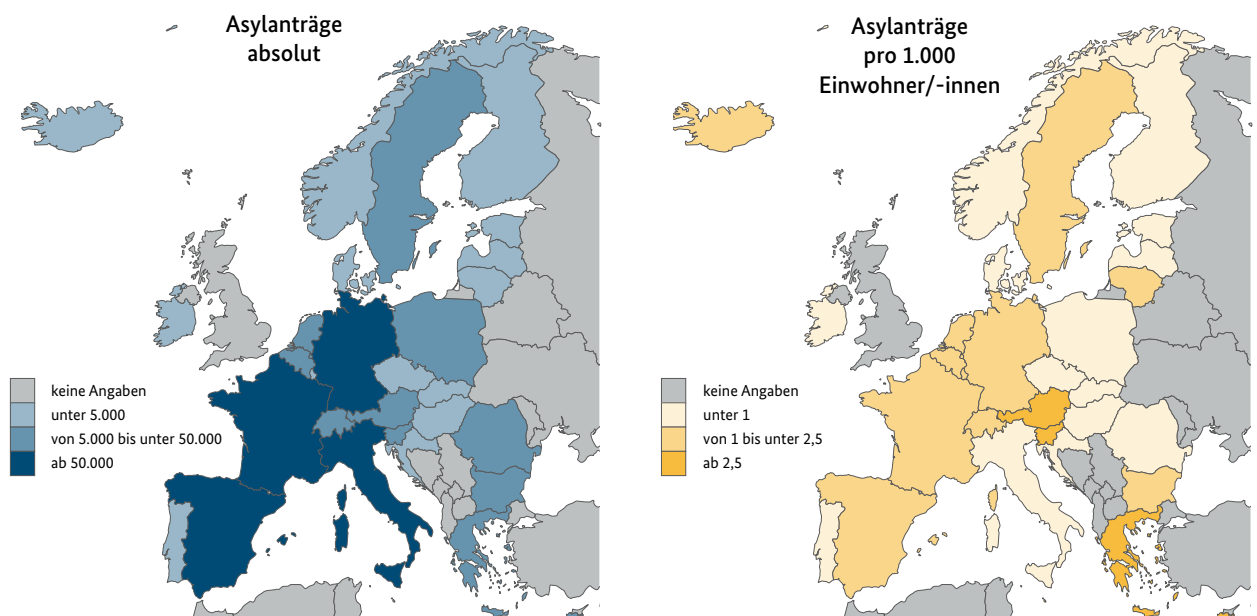 Asylanträge
absolut
keine Angaben
unter 5.000
von 5.000 bis unter 50.000
ab 50.000
Asylanträge
pro 1.000
Einwohner/-innen
keine Angaben
unter 1
von 1 bis unter 2,5
ab 2,5